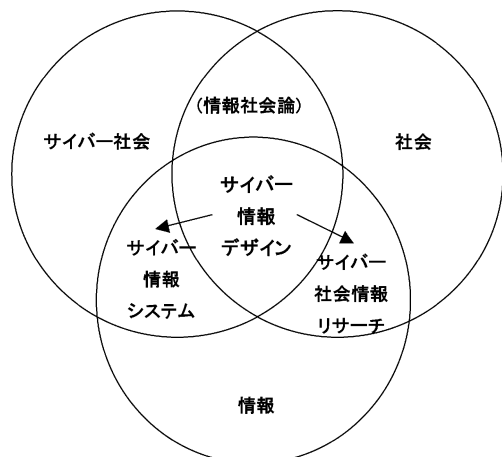 (情報社会論)
サイバー社会
社会
サイバー
情報
デザイン
サイバー
情報
システム
サイバー
社会情報
リサーチ
情報